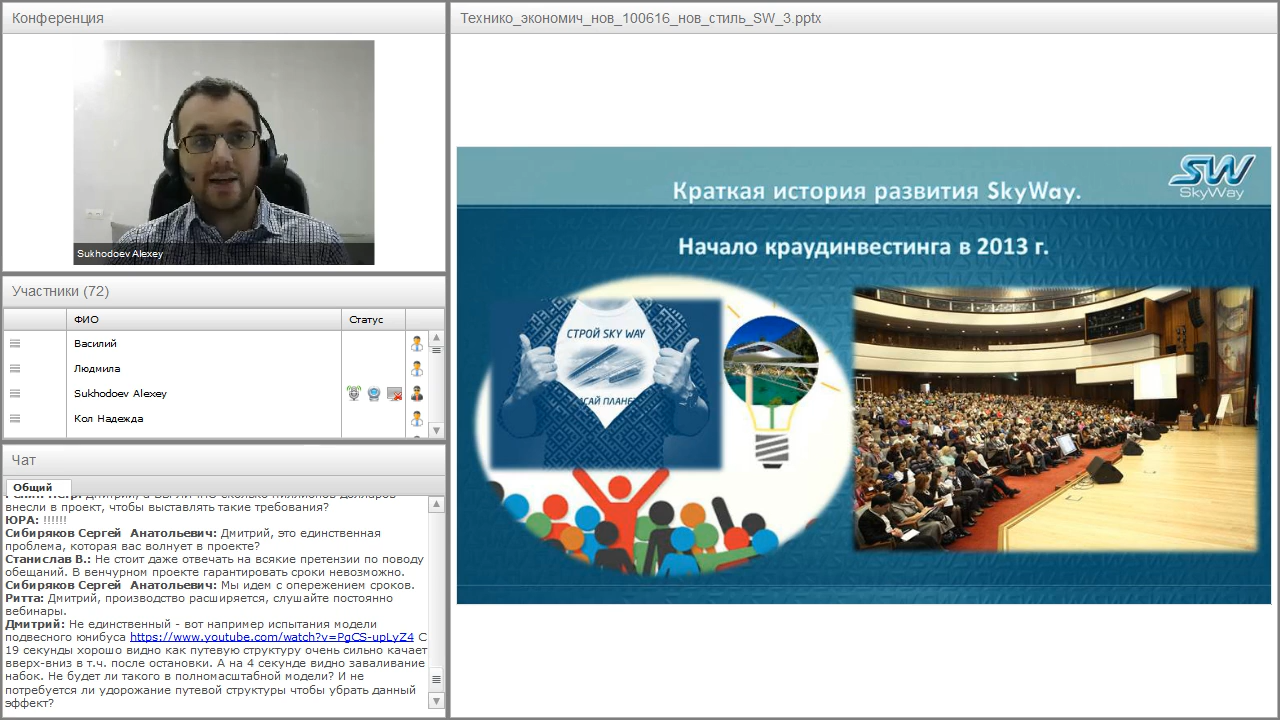 Конференция
Sukhodoev Alexey
Участники (72)
ФИО
Статус
Василий
Людмила
Sukhodoev Alexey
Кол Надежда
Чат
Общий
внесли в проект, чтобы выставлять такие требования?
ЮРА: !!!!!!
Сибиряков Сергей Анатольевич: Дмитрий, это единственная
проблема, которая вас волнует в проекте?
Станислав В.: Не стоит даже отвечать на всякие претензии по поводу
обещаний. В венчурном проекте гарантировать сроки невозможно.
Сибиряков Сергей Анатольевич: Мы идем с опережением сроков.
Ритта: Дмитрий, производство расширяется, слушайте постоянно
вебинары.
Дмитрий: Не единственный - вот например испытания модели
подвесного юнибуса https://www.youtube.com/watch?v=PgCS-upLyZ4 С
19 секунды хорошо видно как путевую структуру очень сильно качает
вверх-вниз в т.ч. после остановки. А на 4 секунде видно заваливание
набок. Не будет ли такого в полномасштабной модели? И не
потребуется ли удорожание путевой структуры чтобы убрать данный
эффект?
Технико_экономич_нов_100616_нов_стиль_SW_3.pptx
Краткая история развития SkyWay.
SW
SkyWay
Начало краудинвестинга в 2013 г.
СТРОЙ SKY WAY